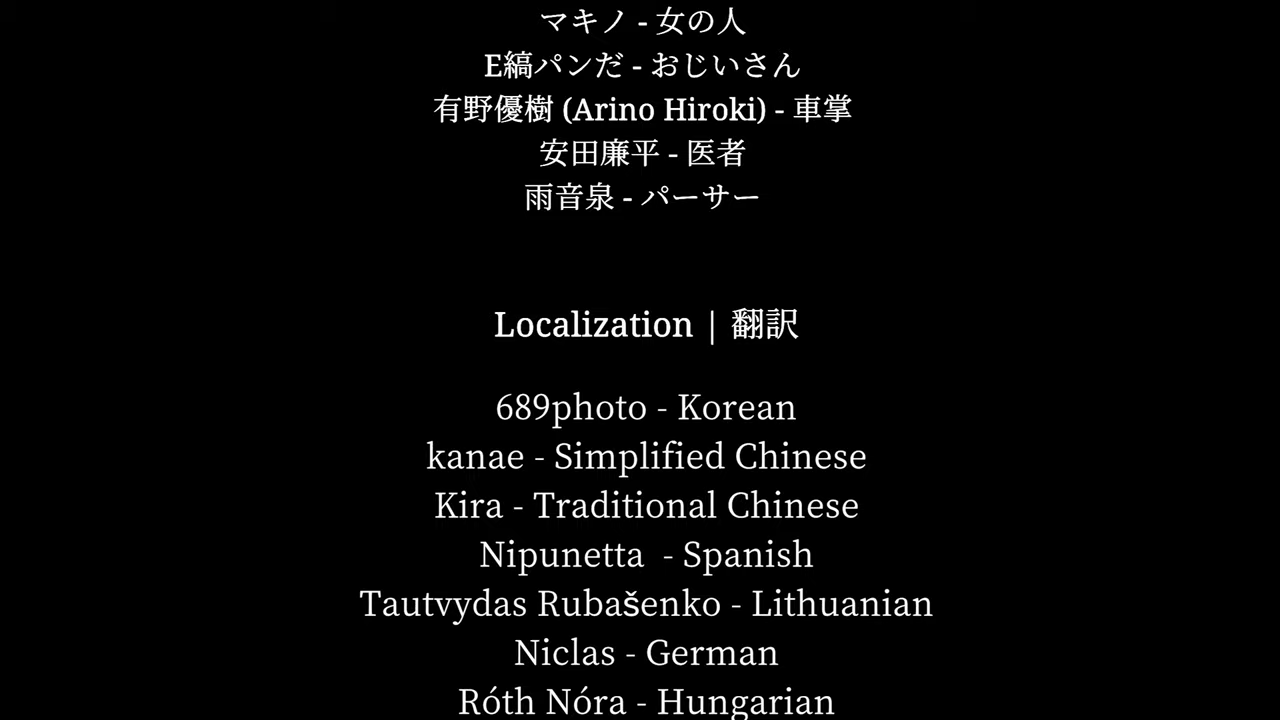 マキノ - 女の人
E縞パンだ - おじいさん
有野優樹 (Arino Hiroki) - 車掌
安田廉平 - 医者
雨音泉 - パーサー
Localization | 翻訳
689photo - Korean
kanae - Simplified Chinese
Kira - Traditional Chinese
Nipunetta - Spanish
Tautvydas Rubašenko - Lithuanian
Niclas - German
Róth Nóra - Hungarian